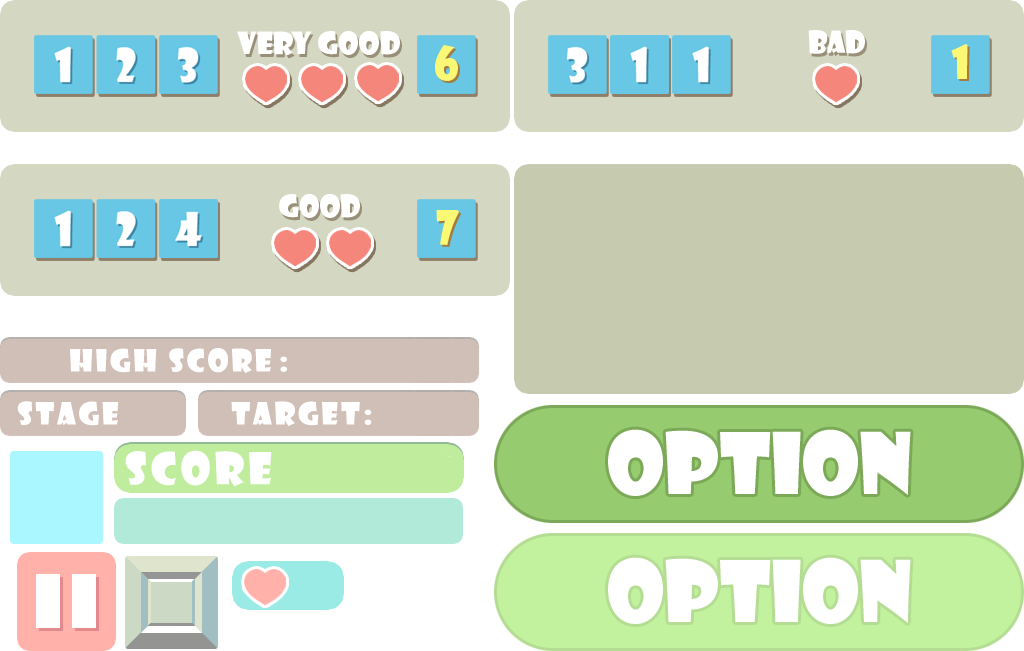 1 2 3 VERY GOOD 6
3 1 1 BAD 1
1 2 4 GOOD 7
HIGH SCORE:
STAGE TARGET:
SCORE
OPTION
OPTION